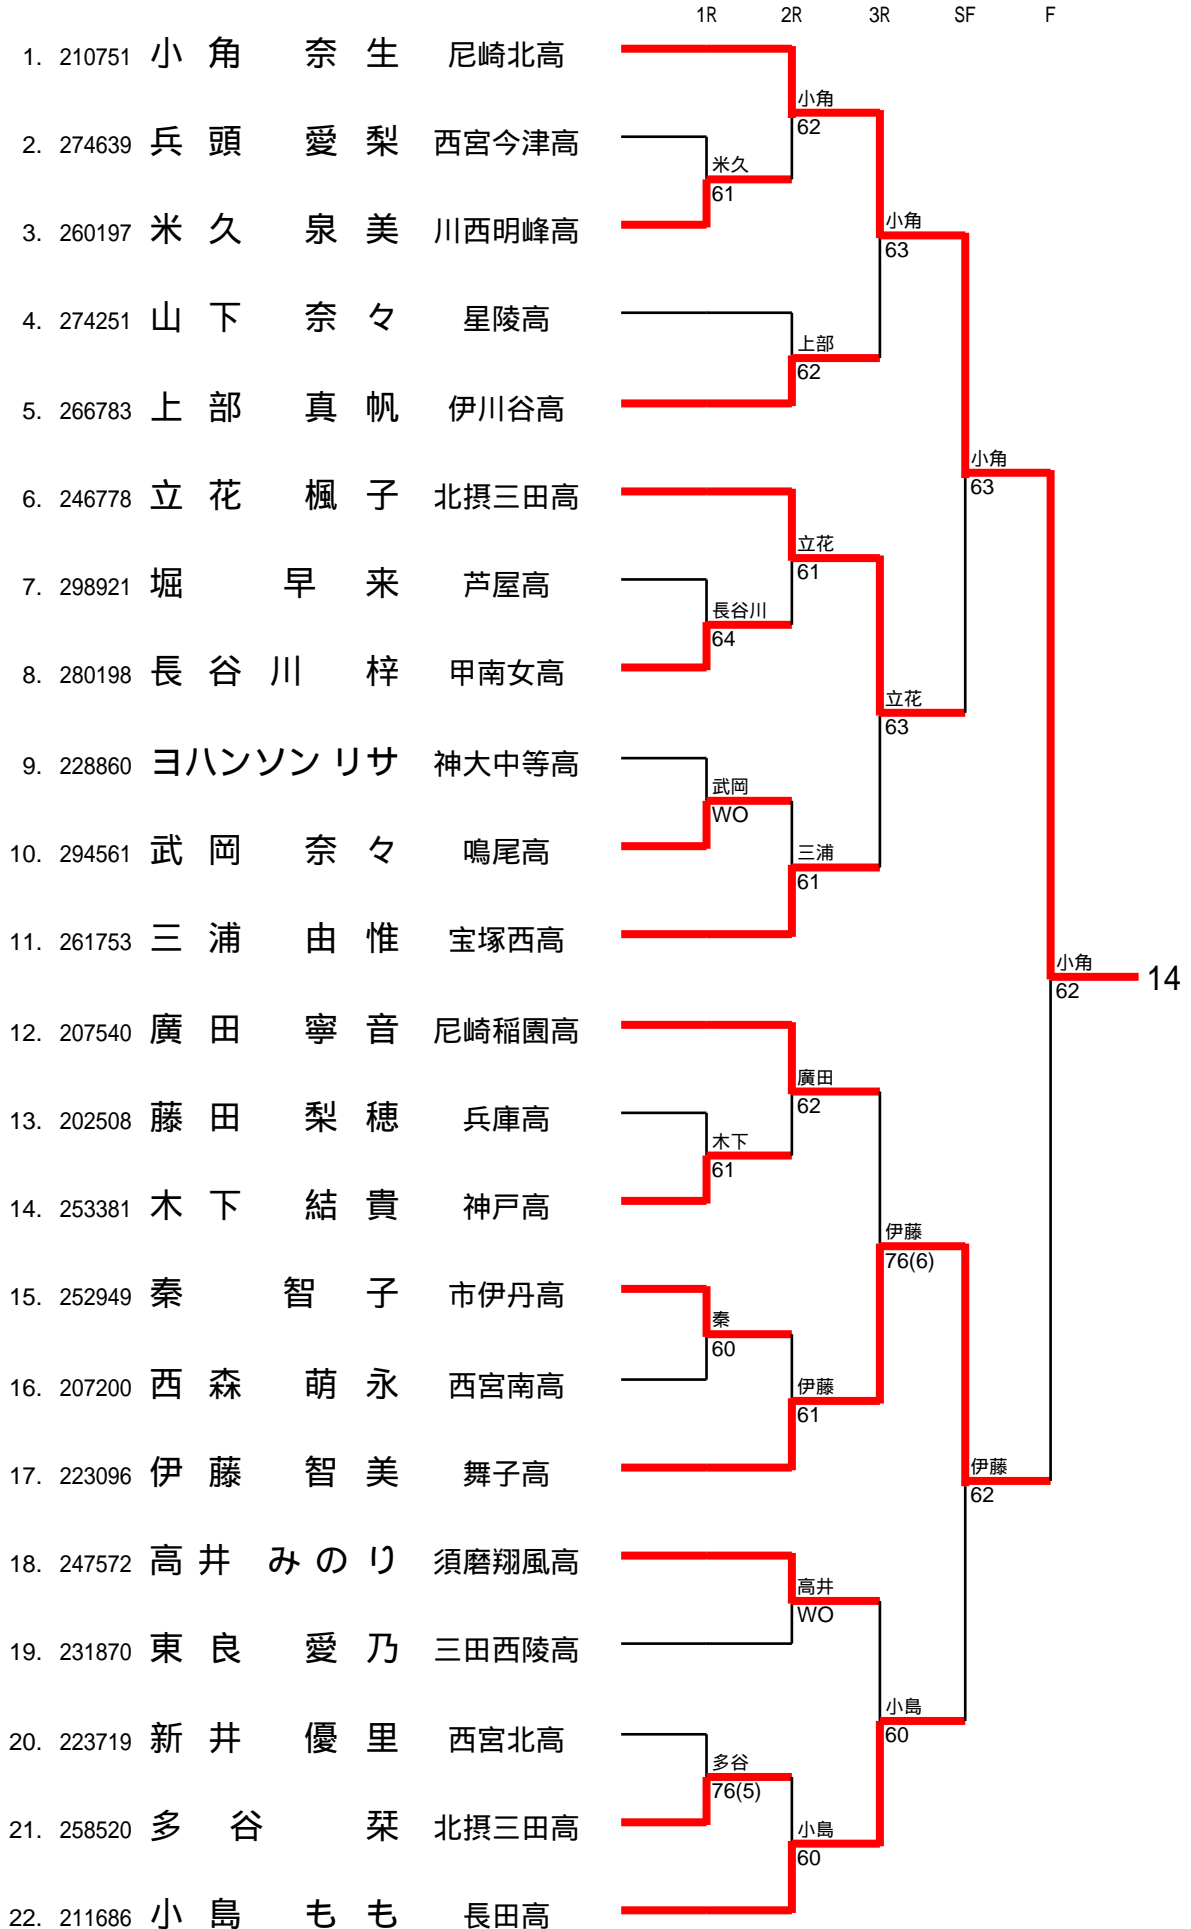 1R 2R 3R SF F
1. 210751 小角 奈生 尼崎北高
小角
62
2. 274639 兵頭 愛梨 西宮今津高
米久
61
3. 260197 米久 泉美 川西明峰高
小角
63
4. 274251 山下 奈々 星陵高
上部
62
5. 266783 上部 真帆 伊川谷高
小角
63
6. 246778 立花 楓子 北摂三田高
立花
61
7. 298921 堀 早来 芦屋高
長谷川
64
8. 280198 長谷川 梓 甲南女高
立花
63
9. 228860 ヨハンソン リサ 神大中等高
武岡
WO
10. 294561 武岡 奈々 鳴尾高
三浦
61
11. 261753 三浦 由惟 宝塚西高
小角 14
62
12. 207540 廣田 寧音 尼崎稲園高
廣田
62
13. 202508 藤田 梨穂 兵庫高
木下
61
14. 253381 木下 結貴 神戸高
伊藤
76(6)
15. 252949 秦 智子 市伊丹高
秦
60
16. 207200 西森 萌永 西宮南高
伊藤
61
17. 223096 伊藤 智美 舞子高
伊藤
62
18. 247572 高井 みのり 須磨翔風高
高井
WO
19. 231870 東良 愛乃 三田西陵高
小島
60
20. 223719 新井 優里 西宮北高
多谷
76(5)
21. 258520 多谷 栞 北摂三田高
小島
60
22. 211686 小島 もも 長田高